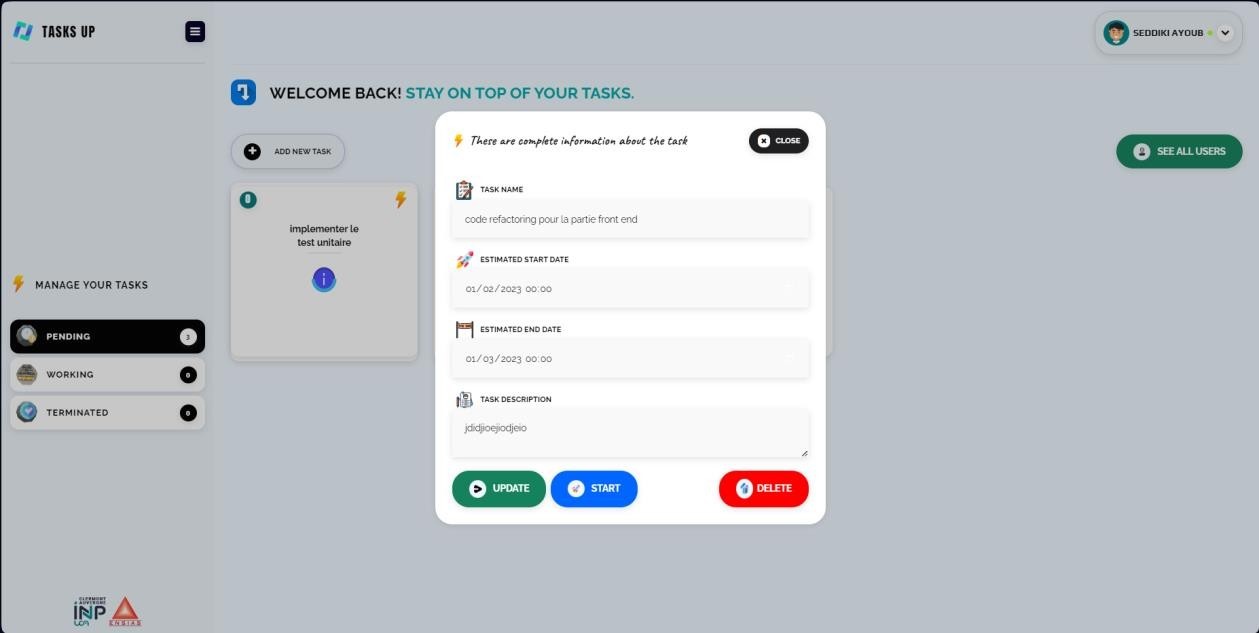 TASKS UP
SEDDIKI AYOUB
WELCOME BACK! STAY ON TOP OF YOUR TASKS.
ADD NEW TASK
SEE ALL USERS
0
implementer le
test unitaire
i
MANAGE YOUR TASKS
PENDING 3
WORKING 0
TERMINATED 0
These are complete information about the task
CLOSE
TASK NAME
code refactoring pour la partie front end
ESTIMATED START DATE
01/02/2023 00:00
ESTIMATED END DATE
01/03/2023 00:00
TASK DESCRIPTION
jdidjioejiodjeio
UPDATE START DELETE
CLERMONT
AUVERGNE
INP
UCA
ENSIAS